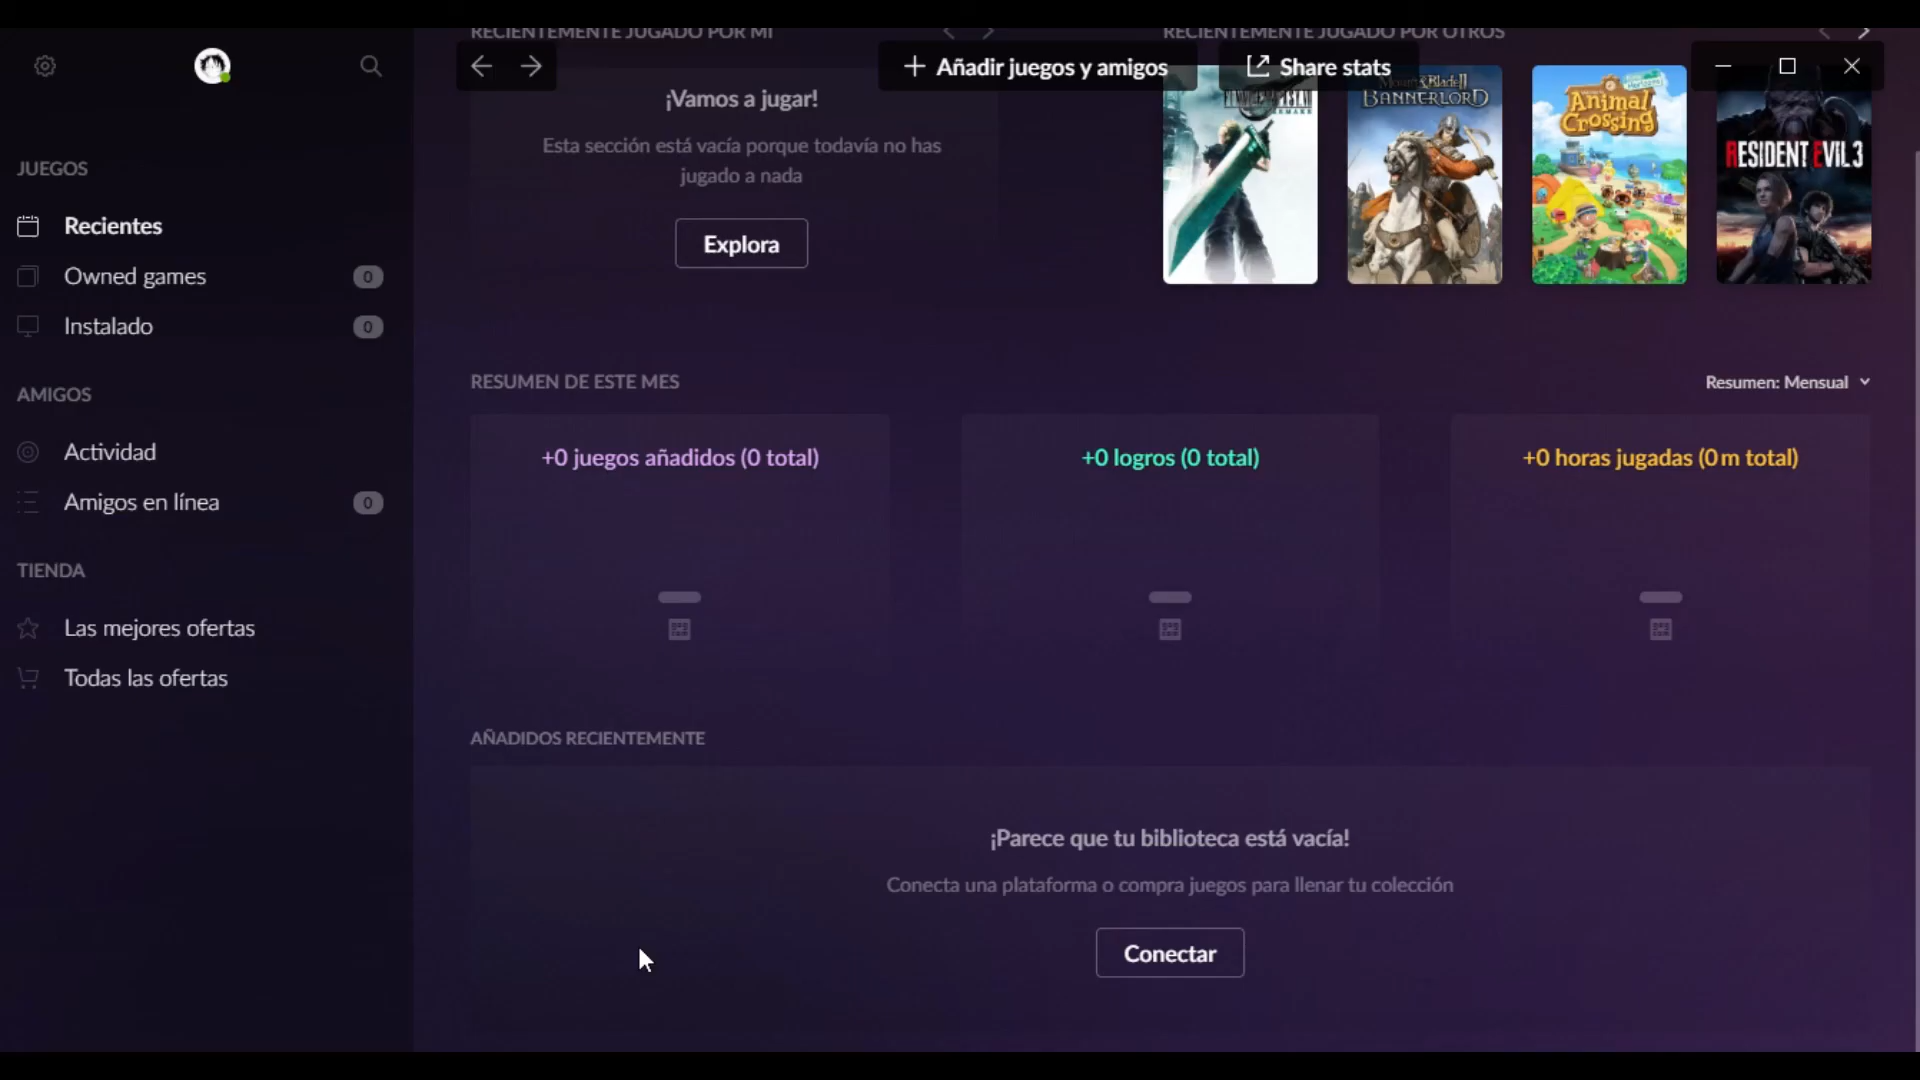 RECIENTEMENTE JUGADO POR MÍ
RECIENTEMENTE JUGADO POR OTROS
Añadir juegos y amigos
Share stats
¡Vamos a jugar!
Esta sección está vacía porque todavía no has
jugado a nada
Explora
REMAKE
BANNERLORD
Animal
Crossing
RESIDENT EVIL 3
JUEGOS
Recientes
Owned games 0
Instalado 0
AMIGOS
Actividad
Amigos en línea 0
TIENDA
Las mejores ofertas
Todas las ofertas
RESUMEN DE ESTE MES
Resumen: Mensual
+0 juegos añadidos (0 total)
+0 logros (0 total)
+0 horas jugadas (0m total)
AÑADIDOS RECIENTEMENTE
¡Parece que tu biblioteca está vacía!
Conecta una plataforma o compra juegos para llenar tu colección
Conectar